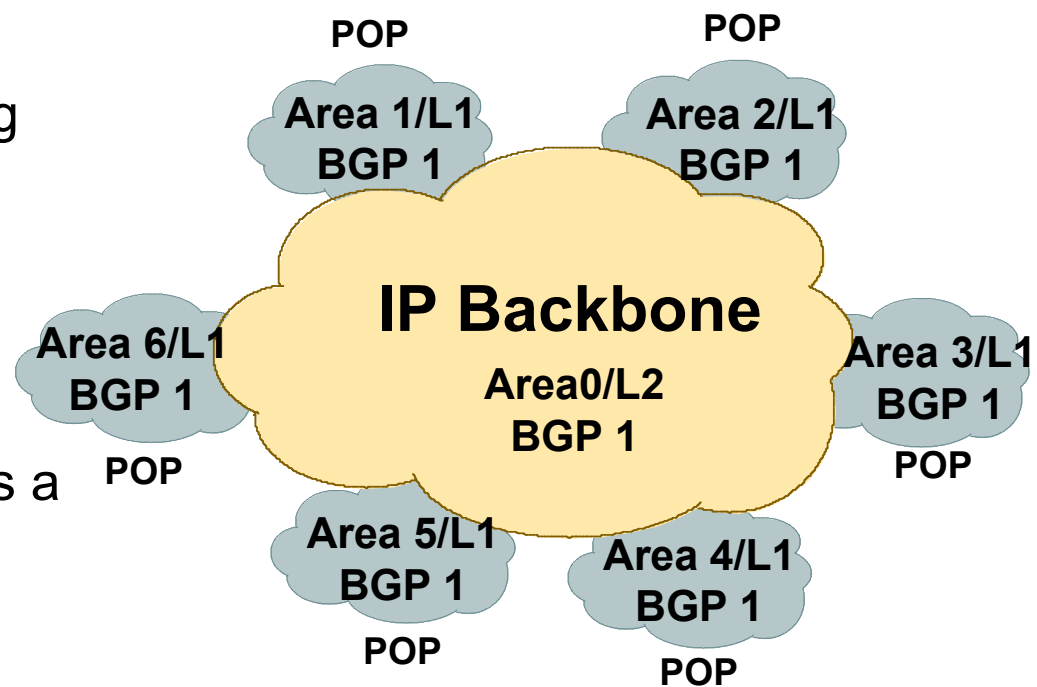 POP
POP
g
Area 1/L1
BGP 1
Area 2/L1
BGP 1
IP Backbone
Area0/L2
BGP 1
Area 6/L1
BGP 1
POP
Area 3/L1
BGP 1
POP
s a
Area 5/L1
BGP 1
POP
Area 4/L1
BGP 1
POP